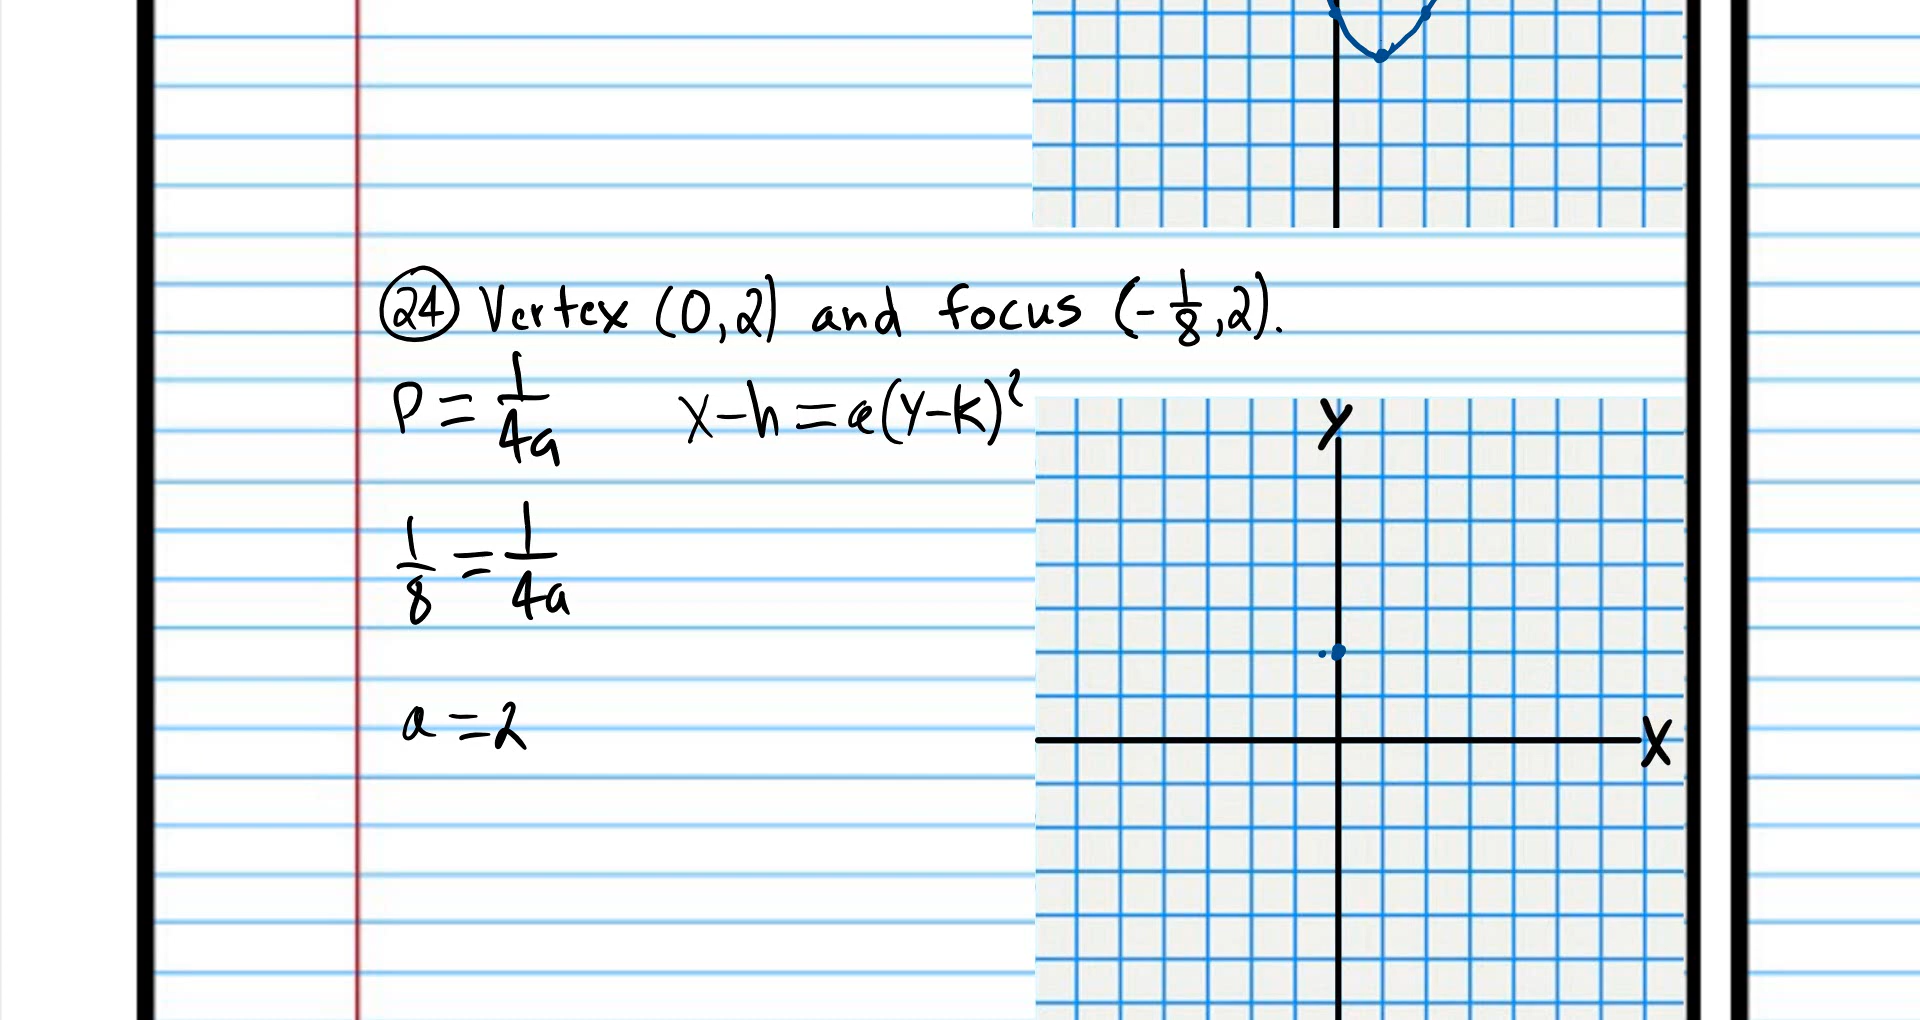 24 Vertex (0,2) and focus (-1/8,2).
P = 1/4a x-h = a(y-k)²
1/8 = 1/4a
a = 2
Y
X